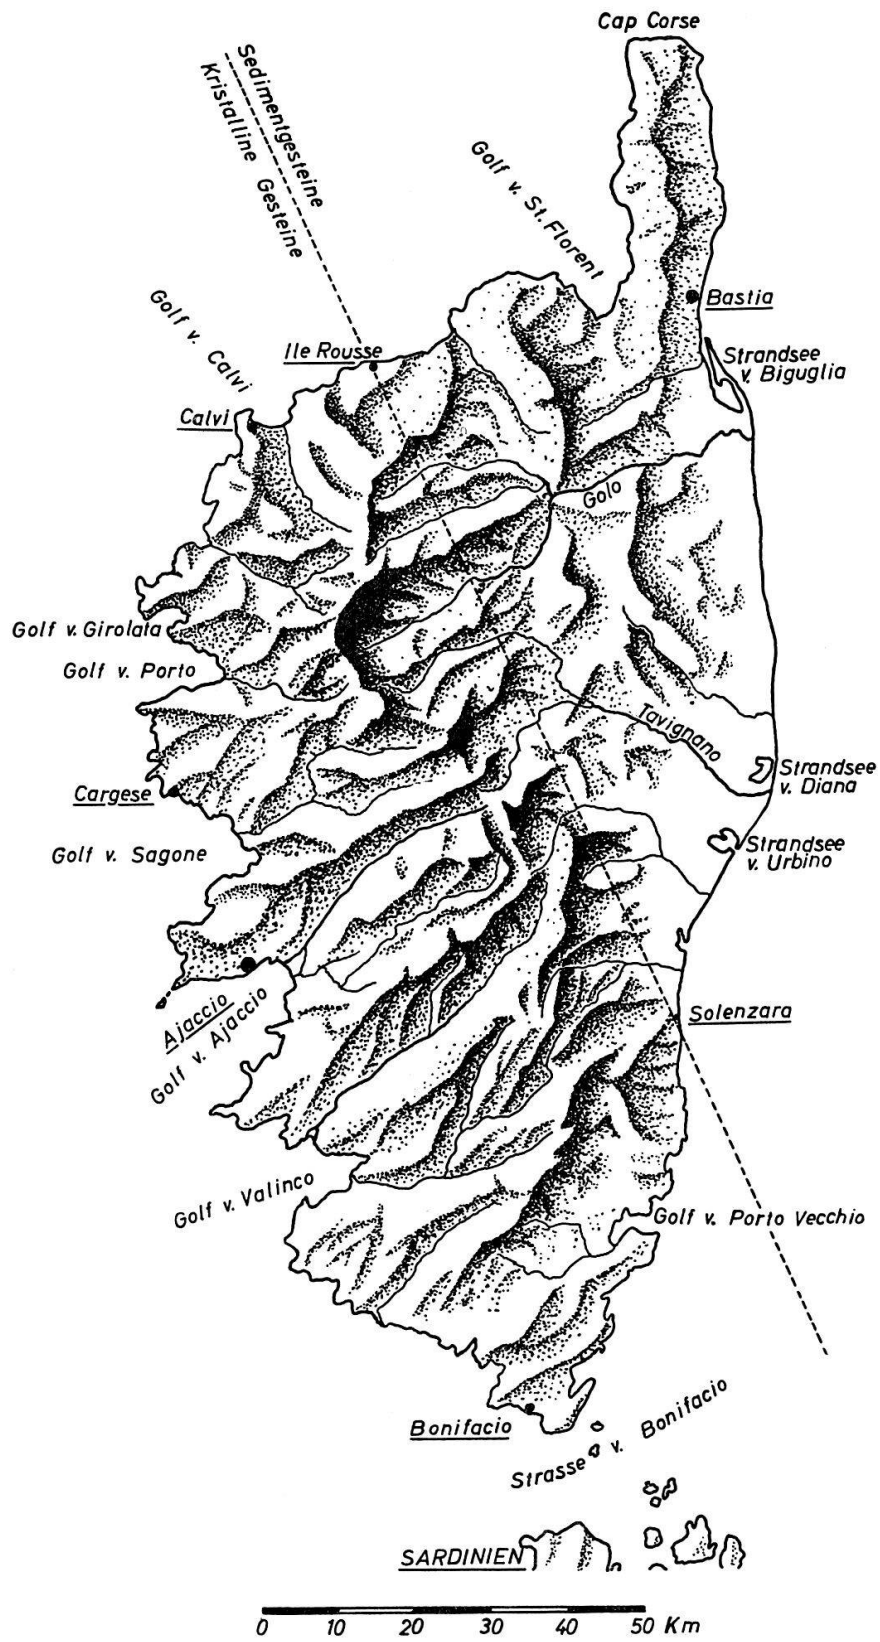 Cap Corse
Sedimentgesteine
Kristalline Gesteine
Golf v. St. Florent
Golf v. Calvi
Bastia
Ile Rousse
Strandsee
v. Biguglia
Calvi
Golo
Golf v. Girolata
Golf v. Porto
Tavignano
Cargese
Strandsee
v. Diana
Golf v. Sagone
Strandsee
v. Urbino
Ajaccio
Golf v. Ajaccio
Solenzara
Golf v. Valinco
Golf v. Porto Vecchio
Bonifacio
Strasse v. Bonifacio
SARDINIEN
0 10 20 30 40 50 Km